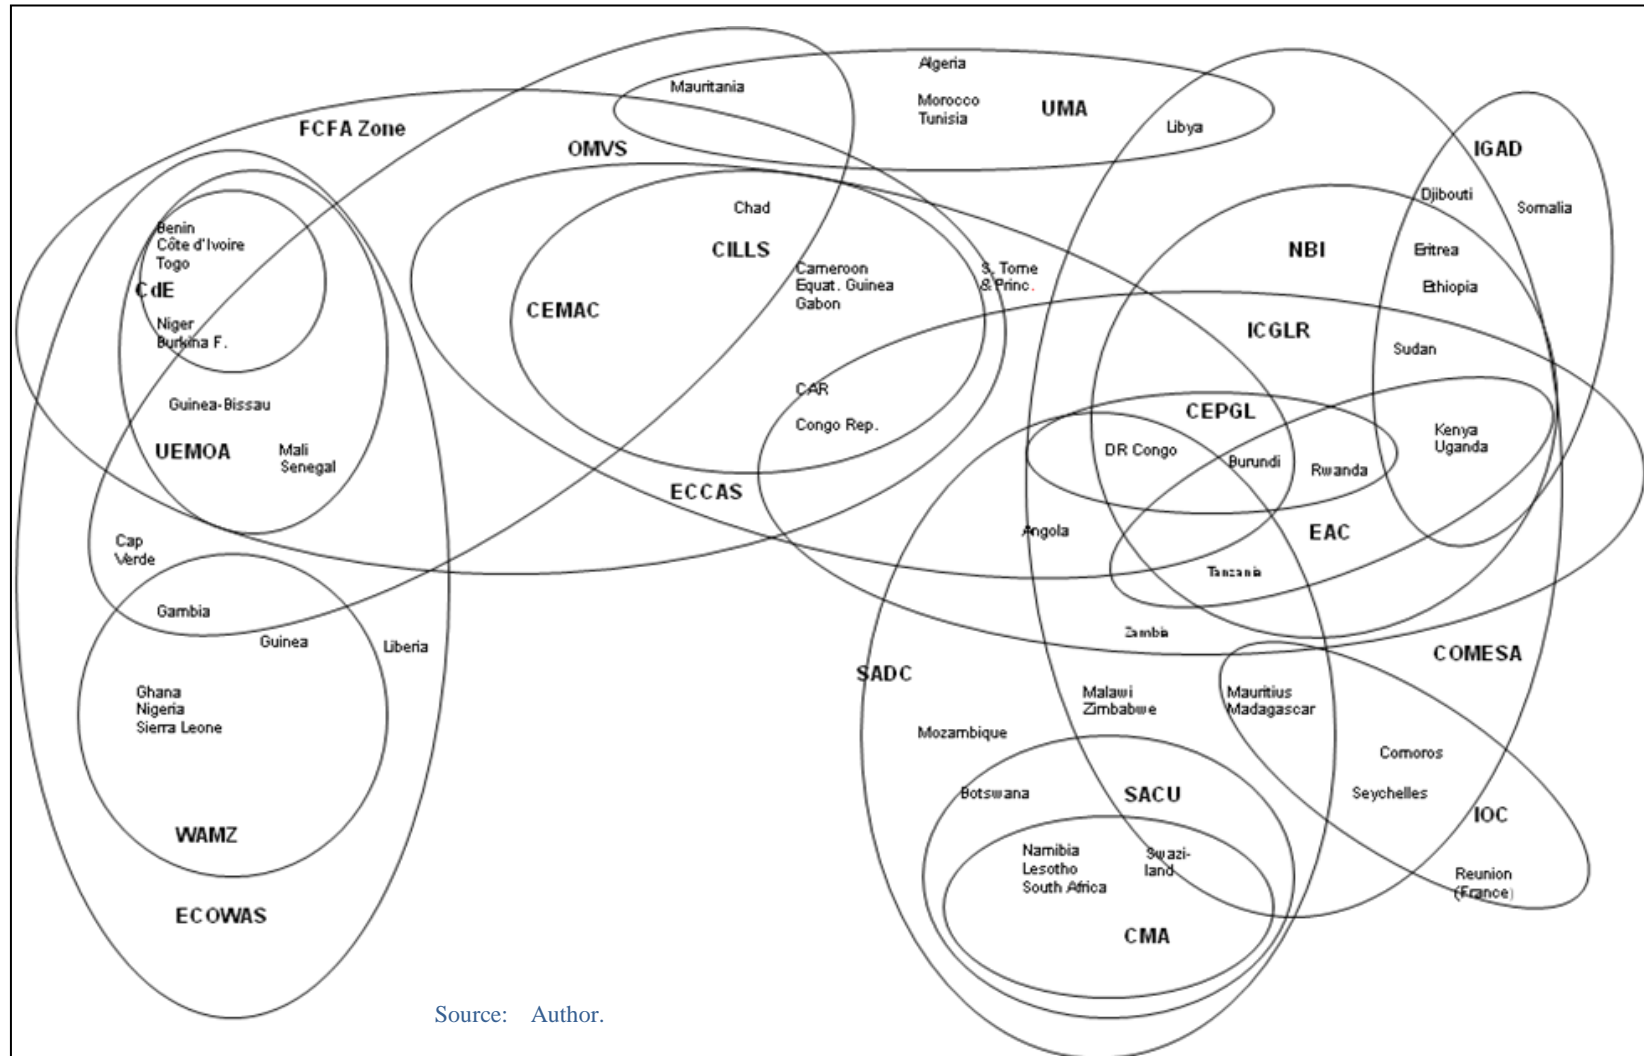 Algeria
Mauritania
Morocco
Tunisia
UMA
Libya
FCFA Zone
OMVS
IGAD
Djibouti
Somalia
Chad
Benin
Côte d'Ivoire
Togo
CILLS
NBI
Eritrea
Cameroon
Equat. Guinea
Gabon
S. Tome
& Princ.
Ethiopia
CdE
CEMAC
Niger
Burkina F.
ICGLR
Sudan
CAR
Guinea-Bissau
CEPGL
Congo Rep.
Kenya
Uganda
UEMOA
Mali
Senegal
DR Congo
Burundi
Rwanda
ECCAS
Angola
EAC
Cap
Verde
Tanzania
Gambia
Guinea
Liberia
Zambia
COMESA
SADC
Ghana
Nigeria
Sierra Leone
Malawi
Zimbabwe
Mauritius
Madagascar
Mozambique
Comoros
Botswana
SACU
Seychelles
IOC
WAMZ
Namibia
Lesotho
South Africa
Swazi-
land
Reunion
(France)
ECOWAS
CMA
Source: Author.